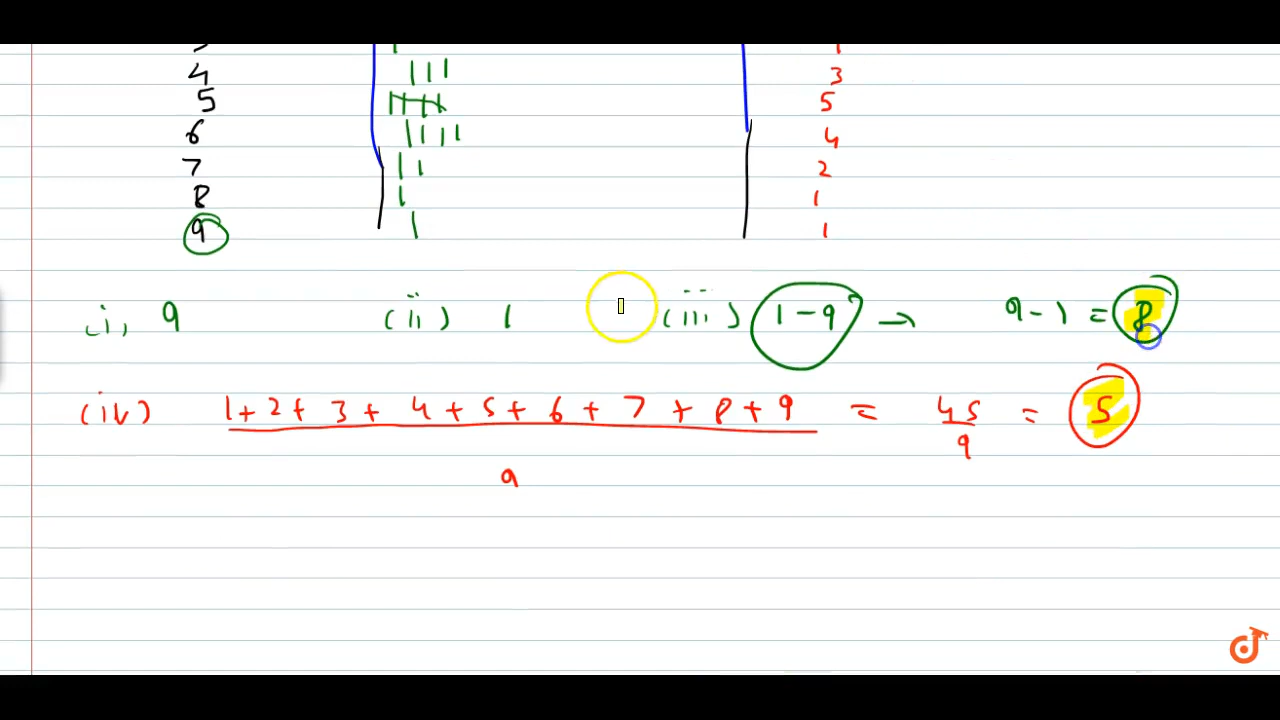 4 ||| 3
5 |||| 5
6 |||| 4
7 || 2
8 | 1
9 | 1
(i) 9 (ii) 1 (iii) 1-9 → 9-1 = 8
(iv) 1+2+3+4+5+6+7+8+9 = 45 = 5
9 9